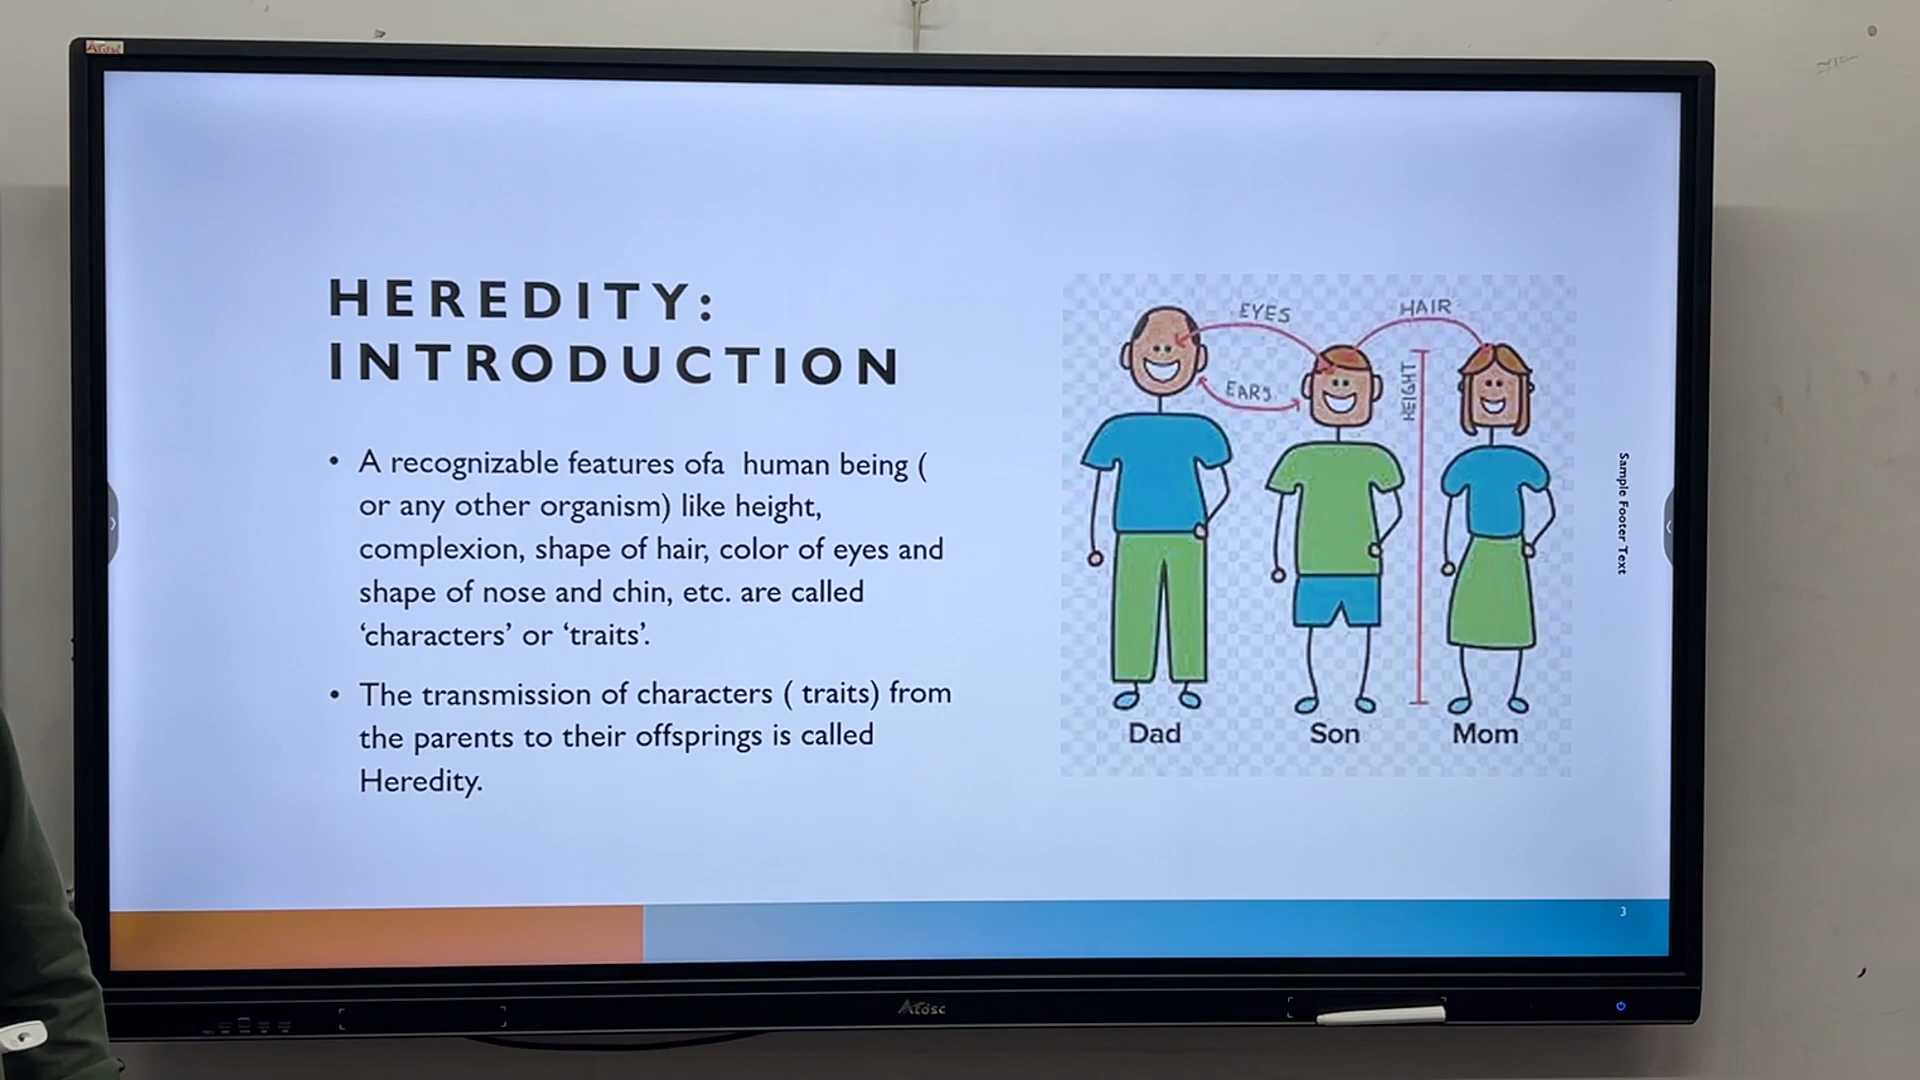 Atosc
HEREDITY:
INTRODUCTION
• A recognizable features ofa  human being (
or any other organism) like height,
complexion, shape of hair, color of eyes and
shape of nose and chin, etc. are called
‘characters’ or ‘traits’.
• The transmission of characters ( traits) from
the parents to their offsprings is called
Heredity.
EYES
HAIR
EARS
HEIGHT
Dad
Son
Mom
Sample Footer Text
3
Atosc